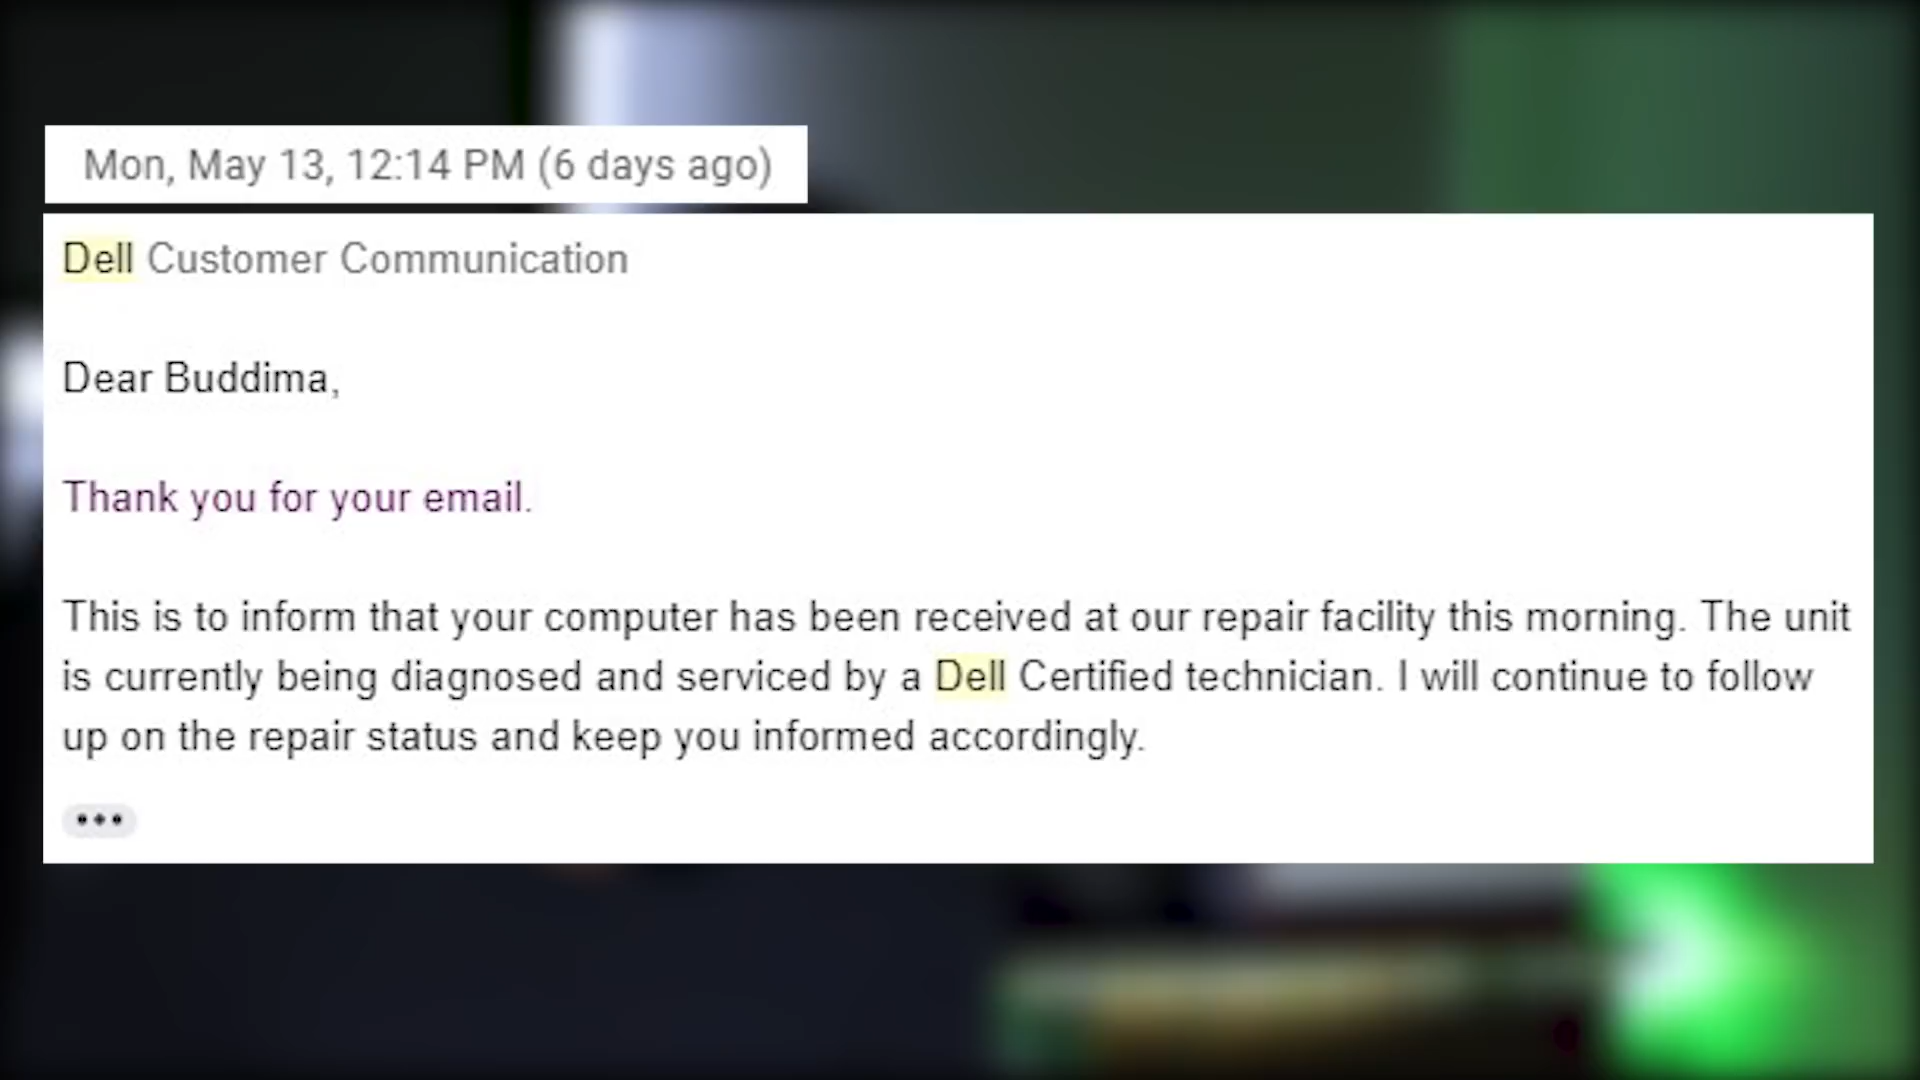 Mon, May 13, 12:14 PM (6 days ago)
Dell Customer Communication
Dear Buddima,
Thank you for your email.
This is to inform that your computer has been received at our repair facility this morning. The unit
is currently being diagnosed and serviced by a Dell Certified technician. I will continue to follow
up on the repair status and keep you informed accordingly.